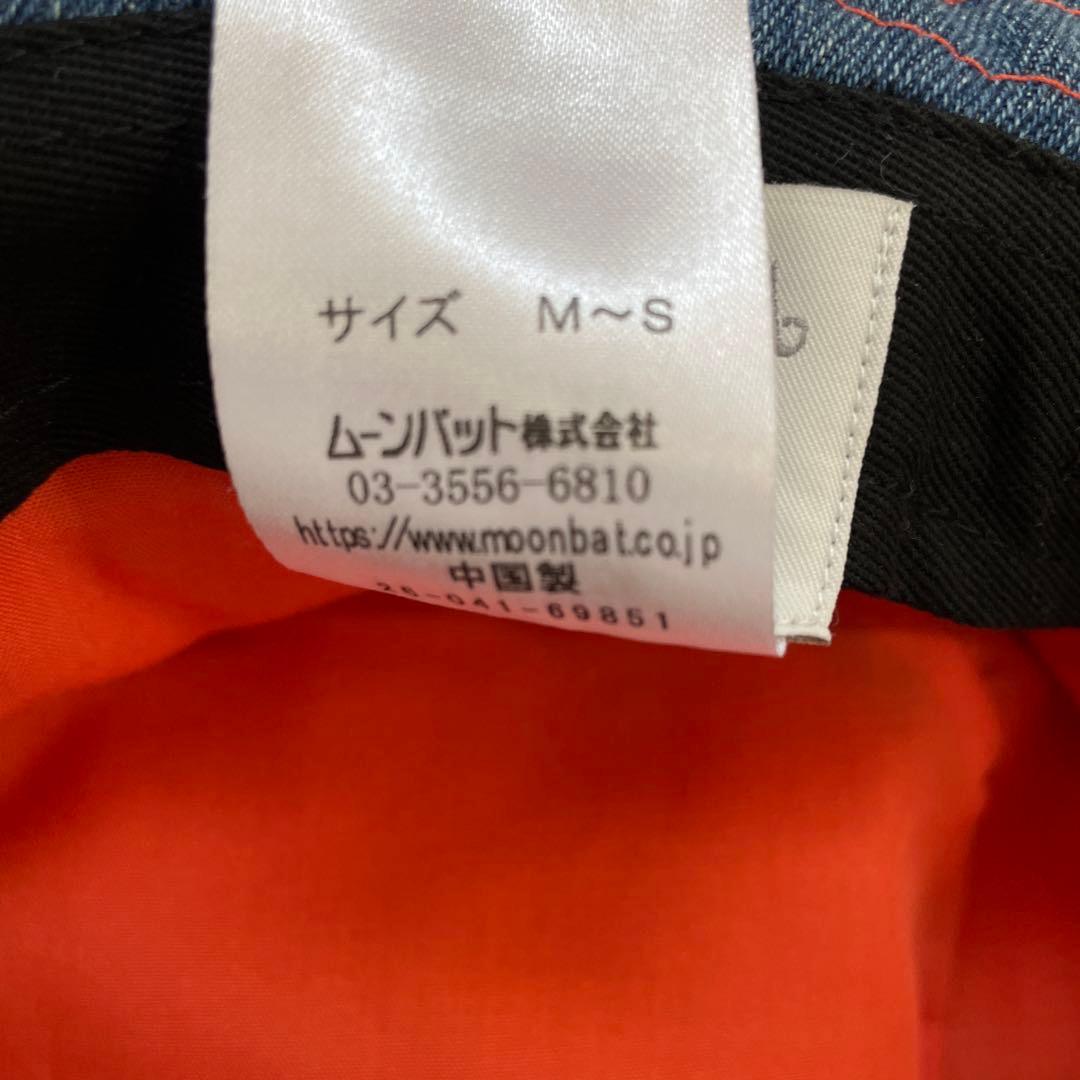 サイズ M～S
ムーンバット株式会社
03-3556-6810
https://www.moonbat.co.jp
中国製
26-041-69851